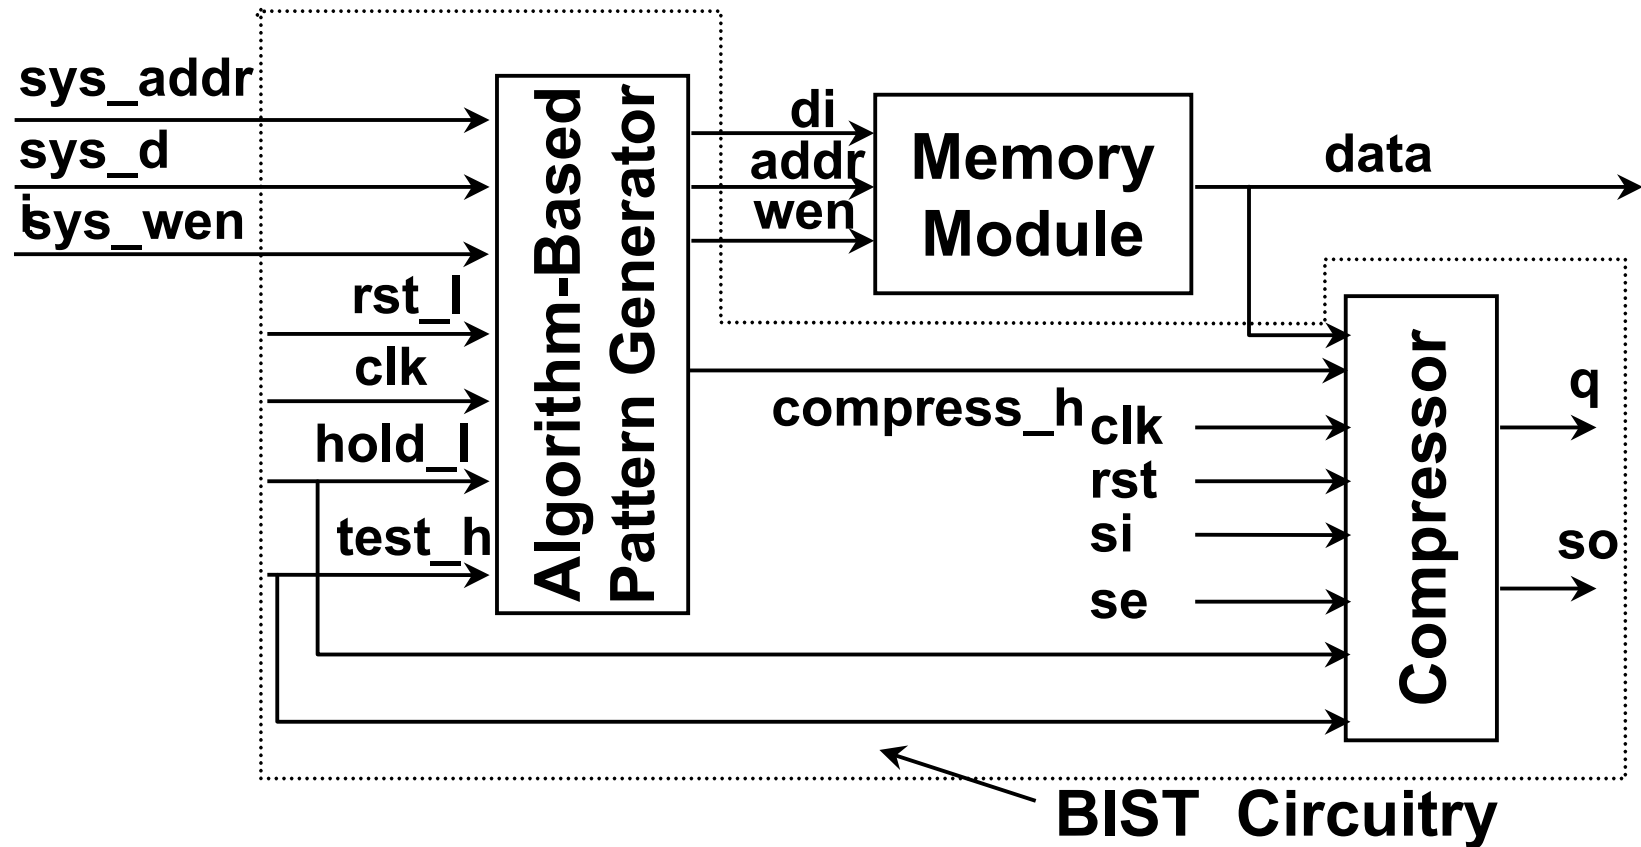 sys_addr
sys_d
i
sys_wen
rst_l
clk
hold_l
test_h
Algorithm-Based
Pattern Generator
di
addr
wen
Memory
Module
data
compress_h
clk
rst
si
se
Compressor
q
so
BIST Circuitry